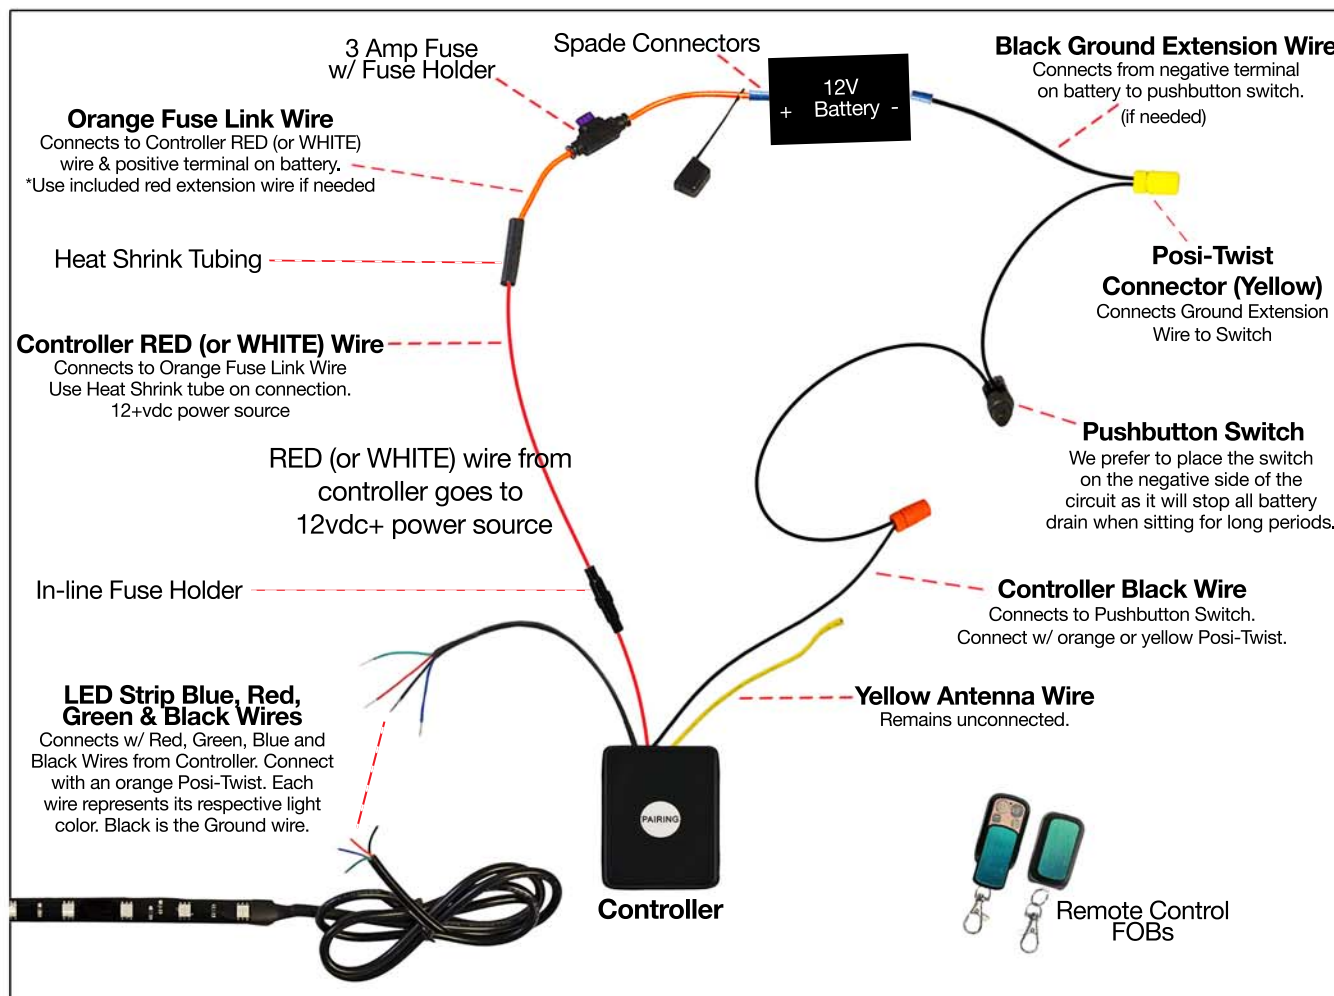 3 Amp Fuse
w/ Fuse Holder
Spade Connectors
12V
Battery
+
-
Black Ground Extension Wire
Connects from negative terminal
on battery to pushbutton switch.
(if needed)
Orange Fuse Link Wire
Connects to Controller RED (or WHITE)
wire & positive terminal on battery.
*Use included red extension wire if needed
Heat Shrink Tubing
Posi-Twist
Connector (Yellow)
Connects Ground Extension
Wire to Switch
Controller RED (or WHITE) Wire
Connects to Orange Fuse Link Wire
Use Heat Shrink tube on connection.
12+vdc power source
RED (or WHITE) wire from
controller goes to
12vdc+ power source
Pushbutton Switch
We prefer to place the switch
on the negative side of the
circuit as it will stop all battery
drain when sitting for long periods.
In-line Fuse Holder
Controller Black Wire
Connects to Pushbutton Switch.
Connect w/ orange or yellow Posi-Twist.
Yellow Antenna Wire
Remains unconnected.
LED Strip Blue, Red,
Green & Black Wires
Connects w/ Red, Green, Blue and
Black Wires from Controller. Connect
with an orange Posi-Twist. Each
wire represents its respective light
color. Black is the Ground wire.
PAIRING
Controller
Remote Control
FOBs